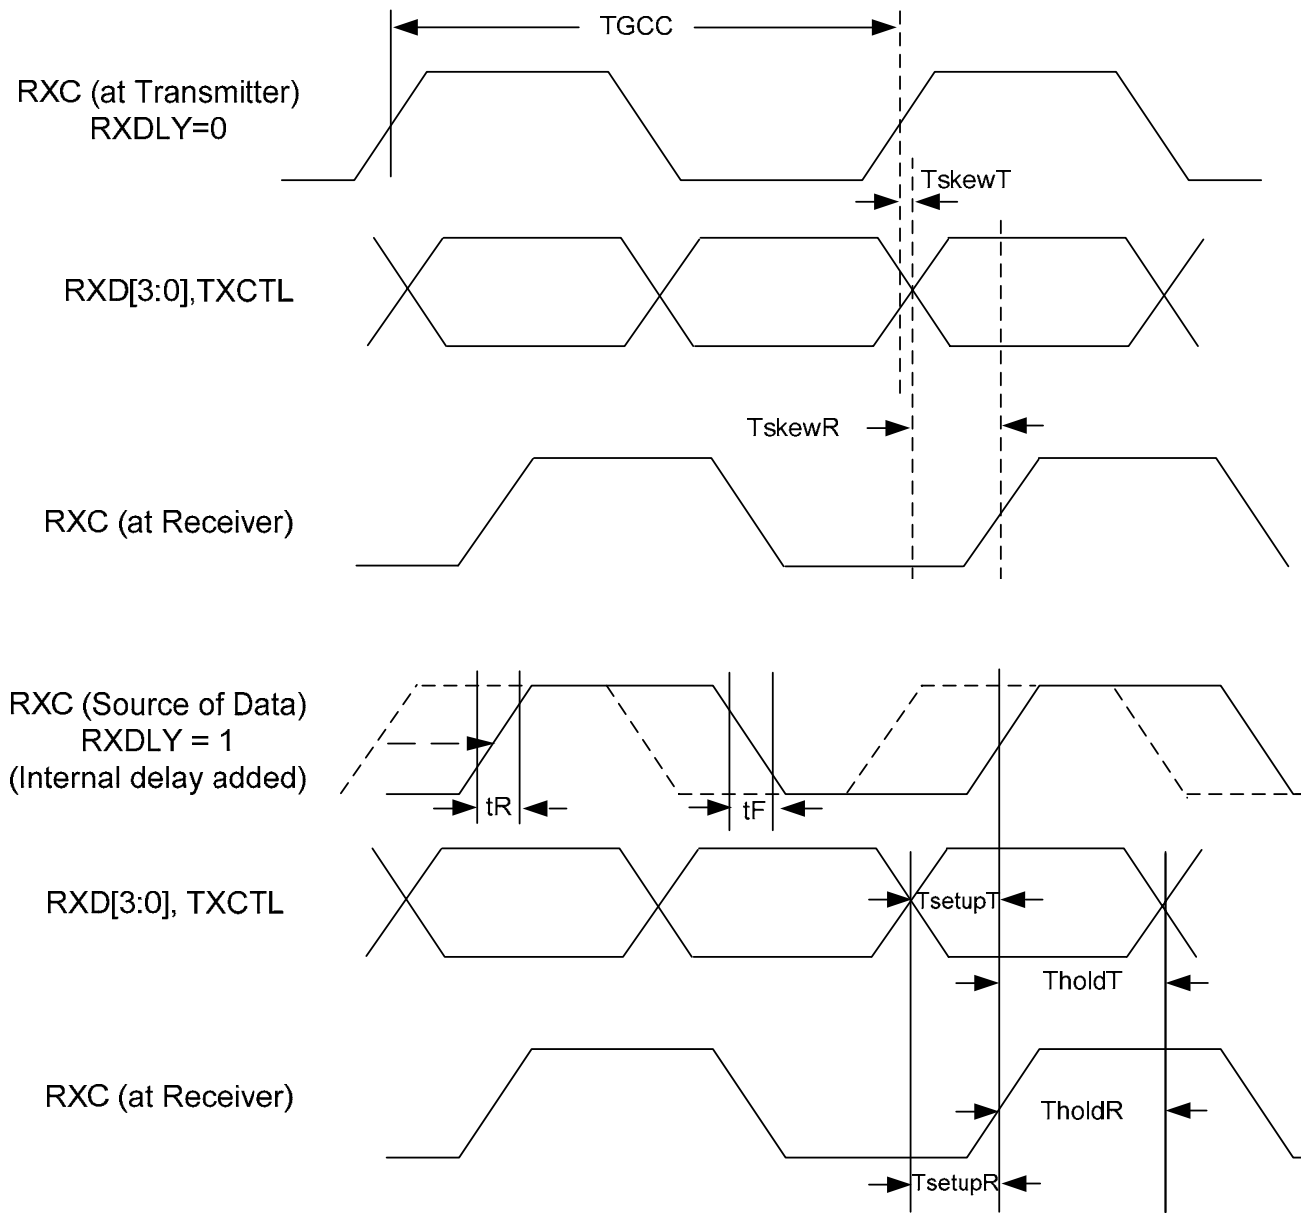 TGCC
RXC (at Transmitter)
RXDLY=0
TskewT
RXD[3:0],TXCTL
TskewR
RXC (at Receiver)
RXC (Source of Data)
RXDLY = 1
(Internal delay added)
tR
tF
RXD[3:0], TXCTL
TsetupT
TholdT
RXC (at Receiver)
TholdR
TsetupR